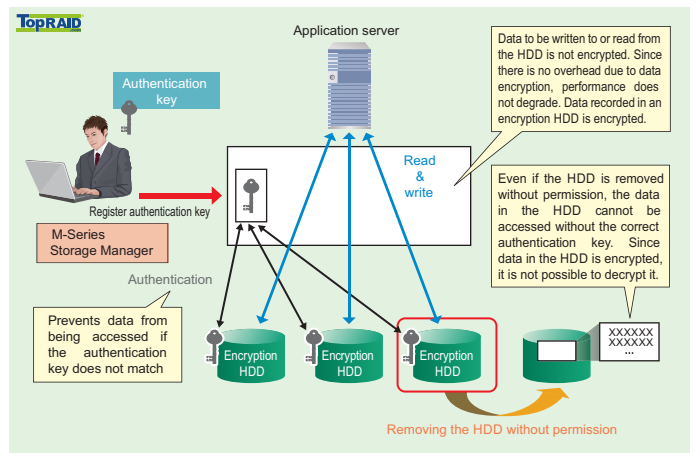 TOPRAID.com
Application server
Data to be written to or read from
the HDD is not encrypted. Since
there is no overhead due to data
encryption, performance does
not degrade. Data recorded in an
encryption HDD is encrypted.
Authentication
key
Read
&
write
Even if the HDD is removed
without permission, the data
in the HDD cannot be
accessed without the correct
authentication key. Since
data in the HDD is encrypted,
it is not possible to decrypt it.
Register authentication key
M-Series
Storage Manager
Authentication
Prevents data from
being accessed if
the authentication
key does not match
Encryption
HDD
Encryption
HDD
Encryption
HDD
XXXXXX
XXXXXX
...
Removing the HDD without permission